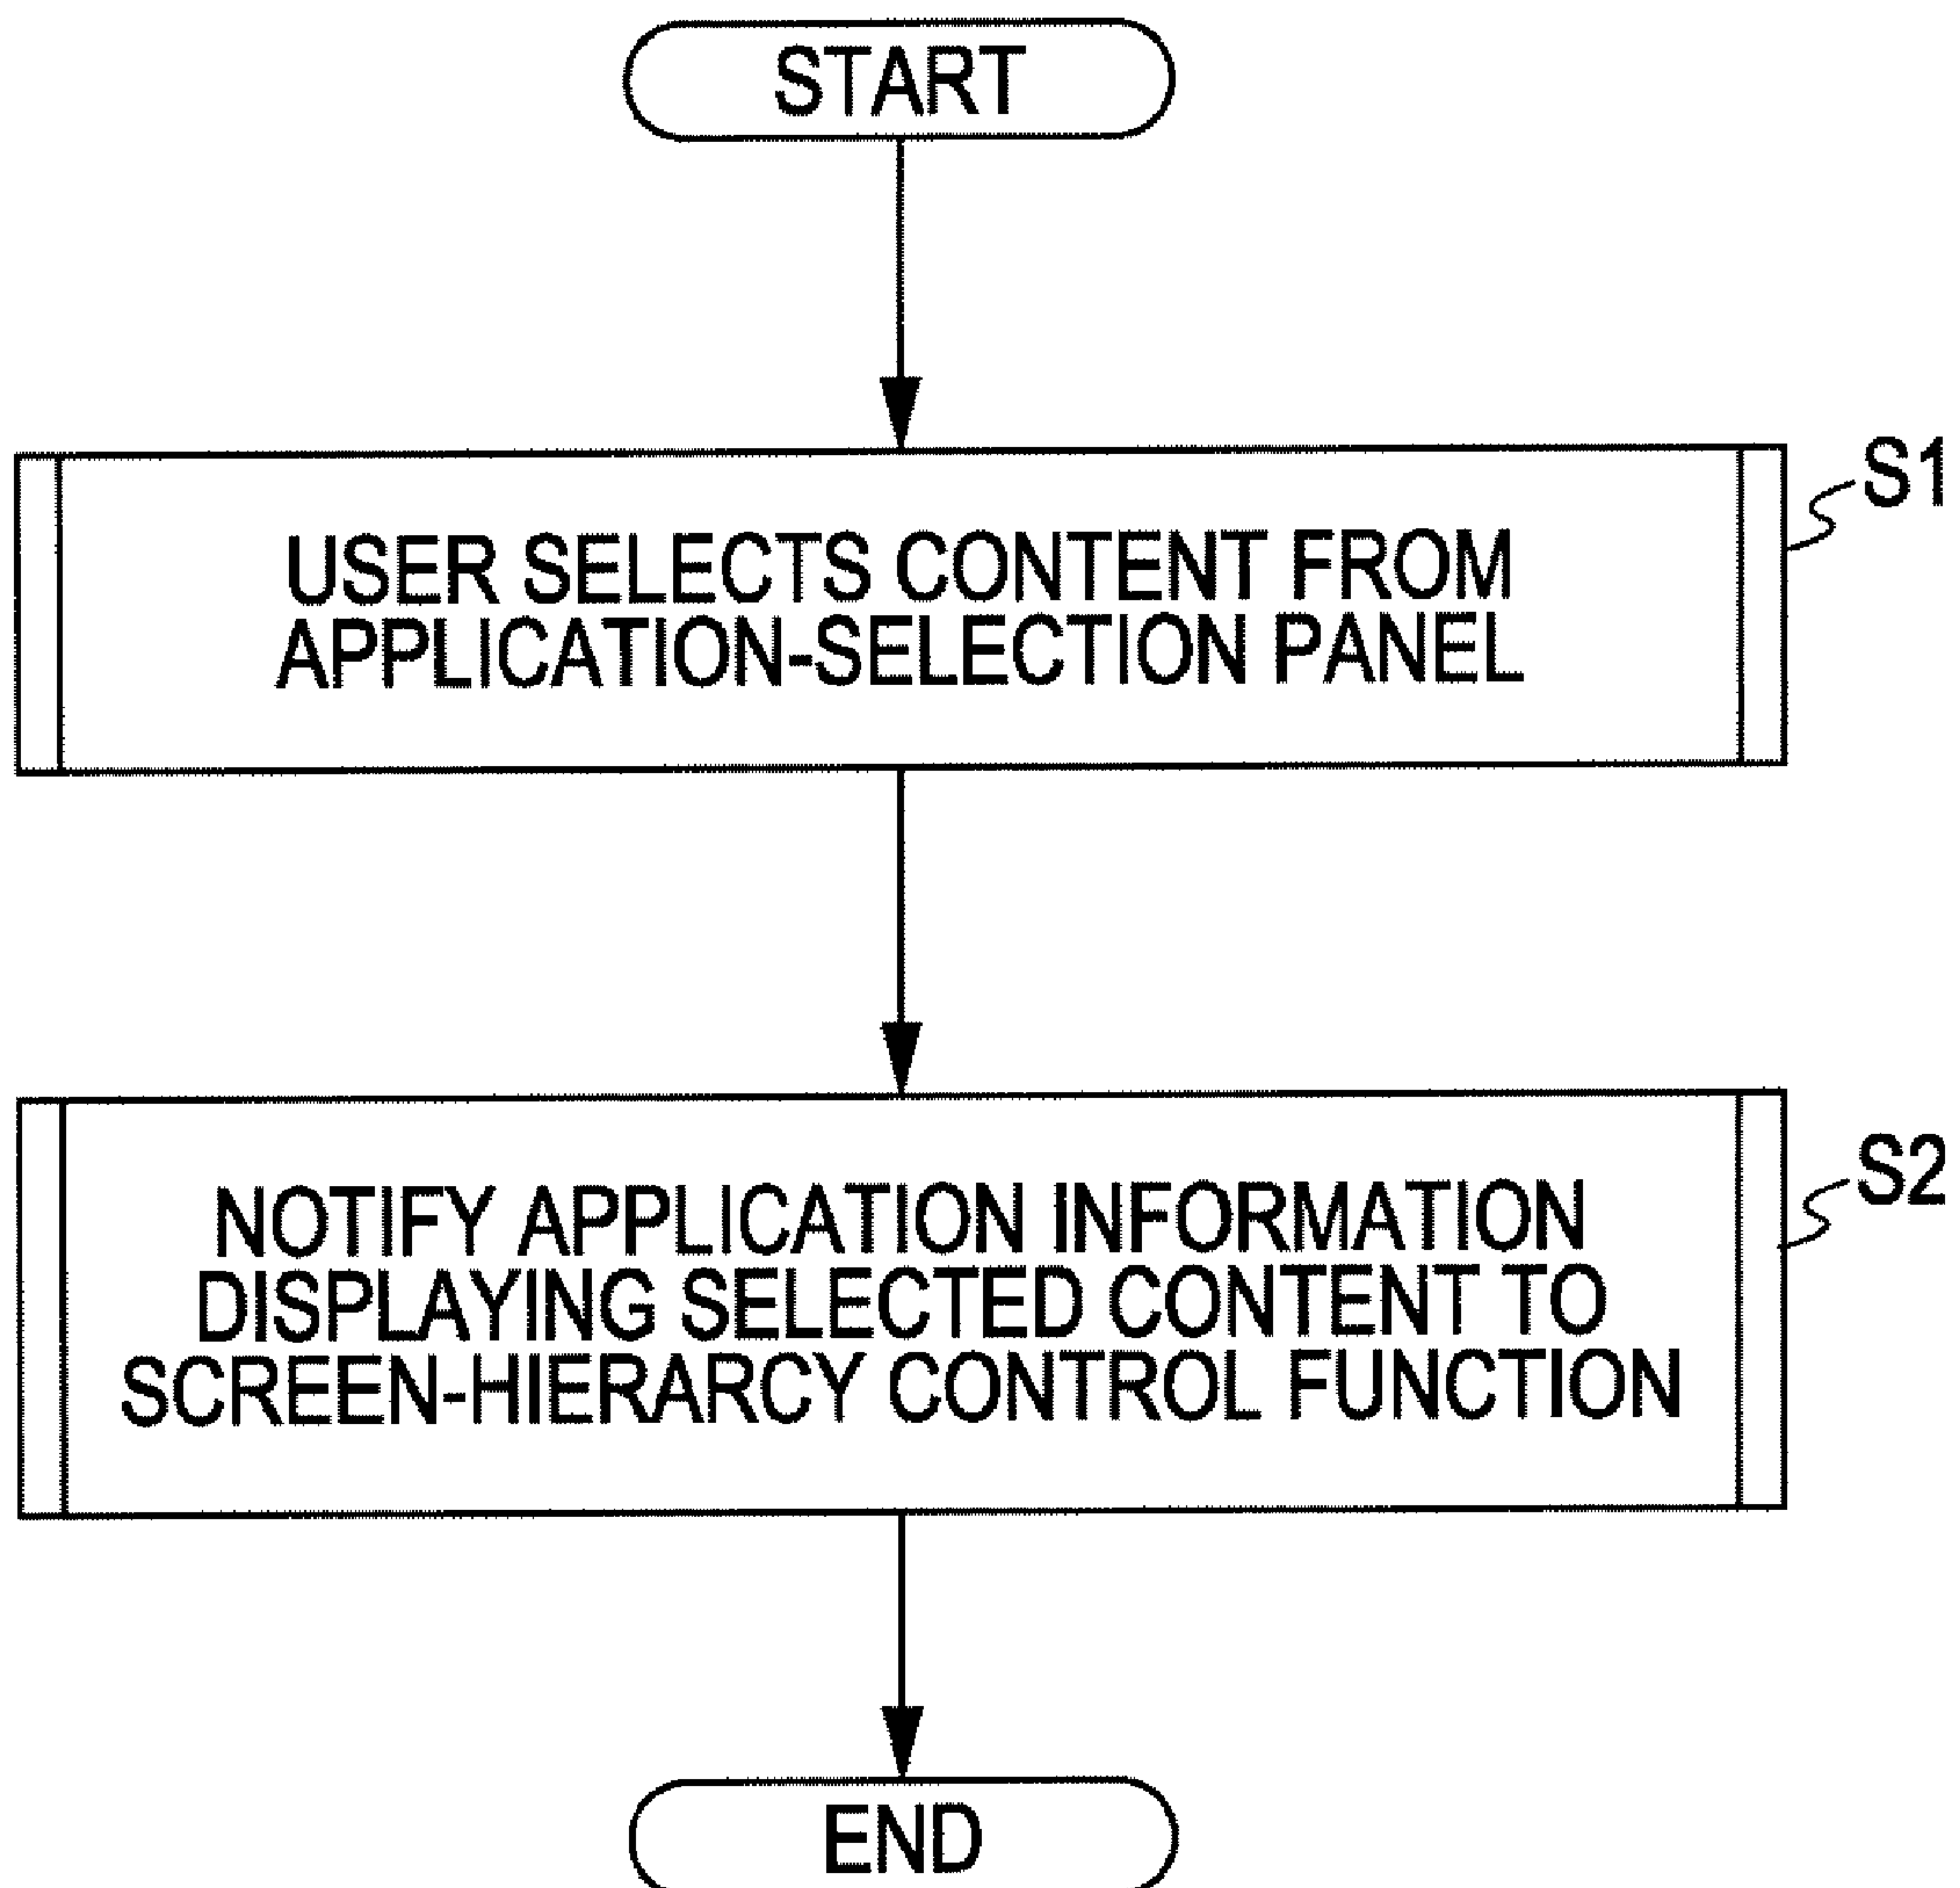 START
S1
USER SELECTS CONTENT FROM
APPLICATION-SELECTION PANEL
S2
NOTIFY APPLICATION INFORMATION
DISPLAYING SELECTED CONTENT TO
SCREEN-HIERARCY CONTROL FUNCTION
END